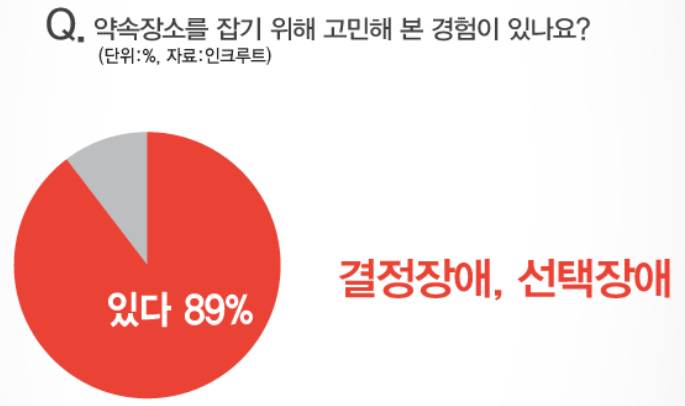 Q. 약속장소를 잡기 위해 고민해 본 경험이 있나요?
(단위:%, 자료:인크루트)
결정장애, 선택장애
있다 89%